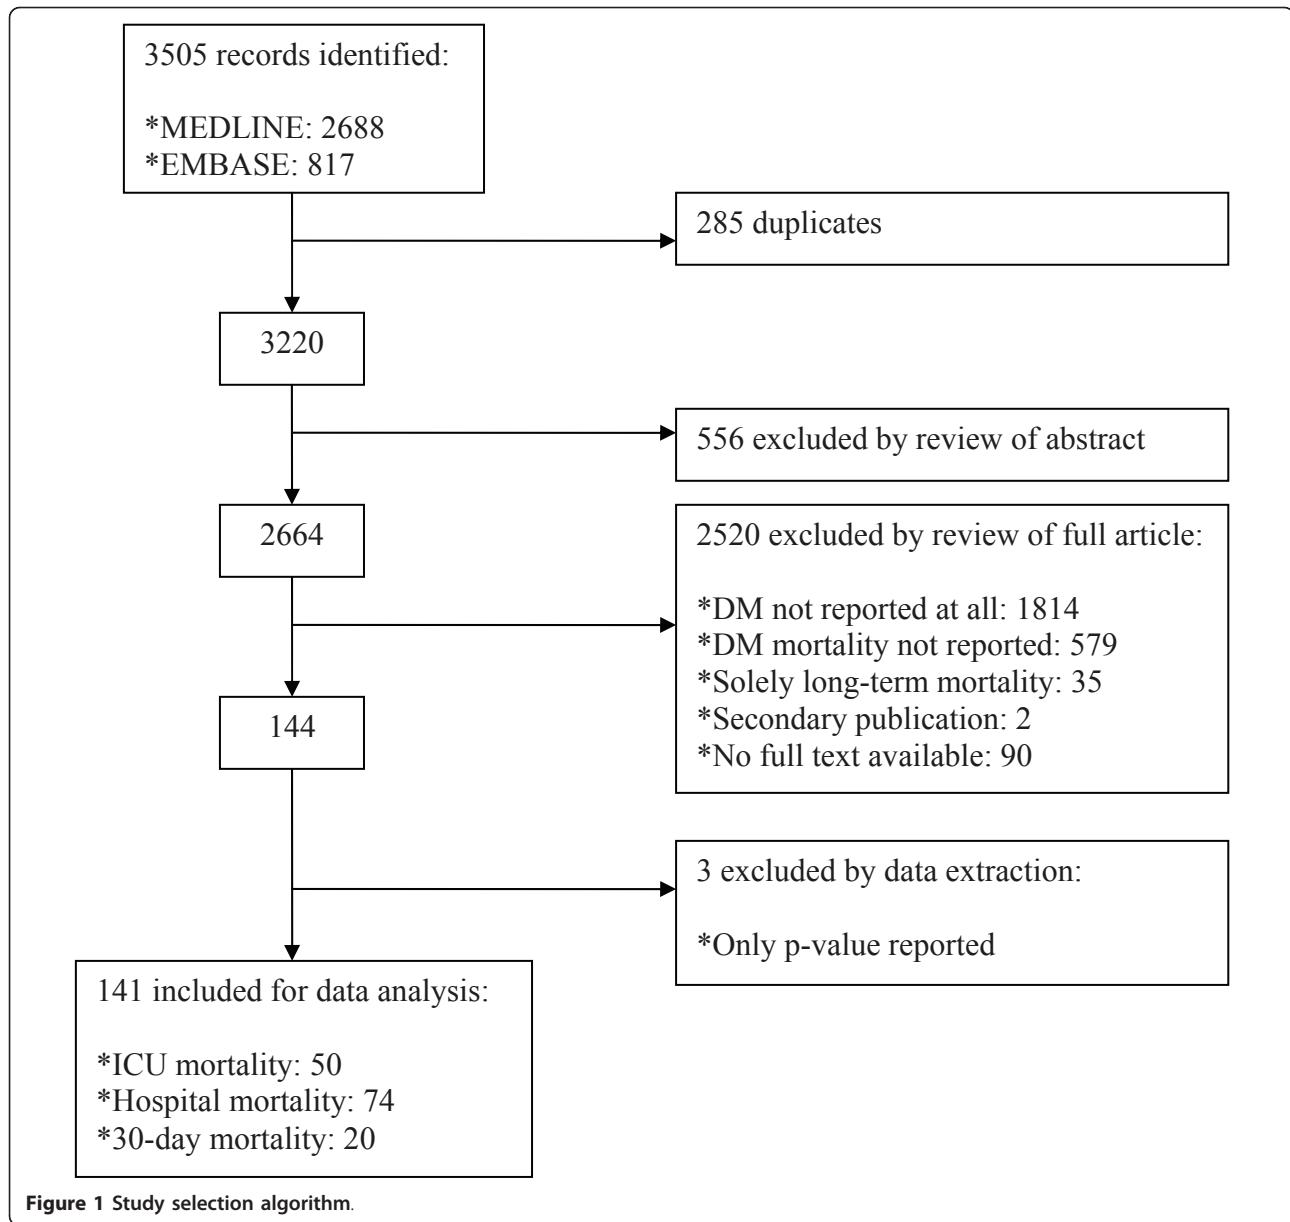 3505 records identified:
*MEDLINE: 2688
*EMBASE: 817
285 duplicates
3220
556 excluded by review of abstract
2664
2520 excluded by review of full article:
*DM not reported at all: 1814
*DM mortality not reported: 579
*Solely long-term mortality: 35
*Secondary publication: 2
*No full text available: 90
144
3 excluded by data extraction:
*Only p-value reported
141 included for data analysis:
*ICU mortality: 50
*Hospital mortality: 74
*30-day mortality: 20
Figure 1 Study selection algorithm.